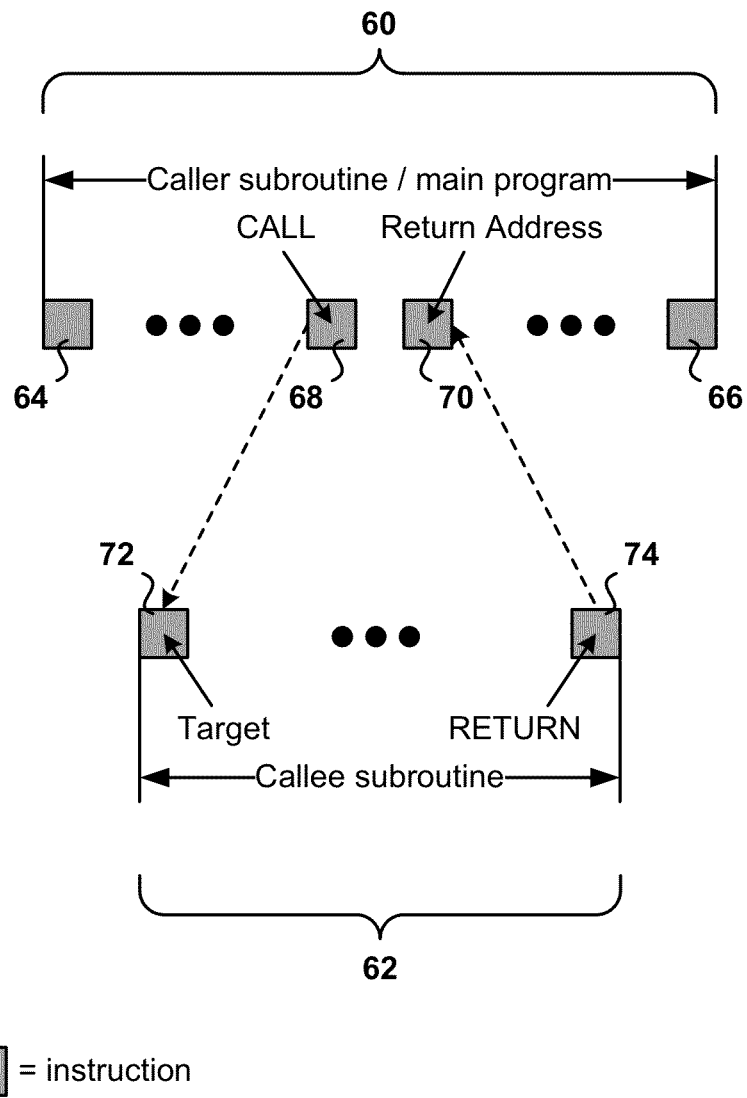 60
Caller subroutine / main program
CALL
Return Address
64
68
70
66
72
74
Target
RETURN
Callee subroutine
62
= instruction